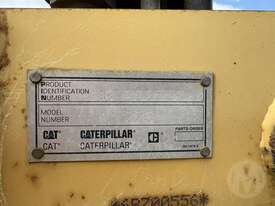 PRODUCT
IDENTIFICATION
NUMBER
MODEL
NUMBER
PARTS ORDER
CAT CATERPILLAR C
CAT CATERPILLAR